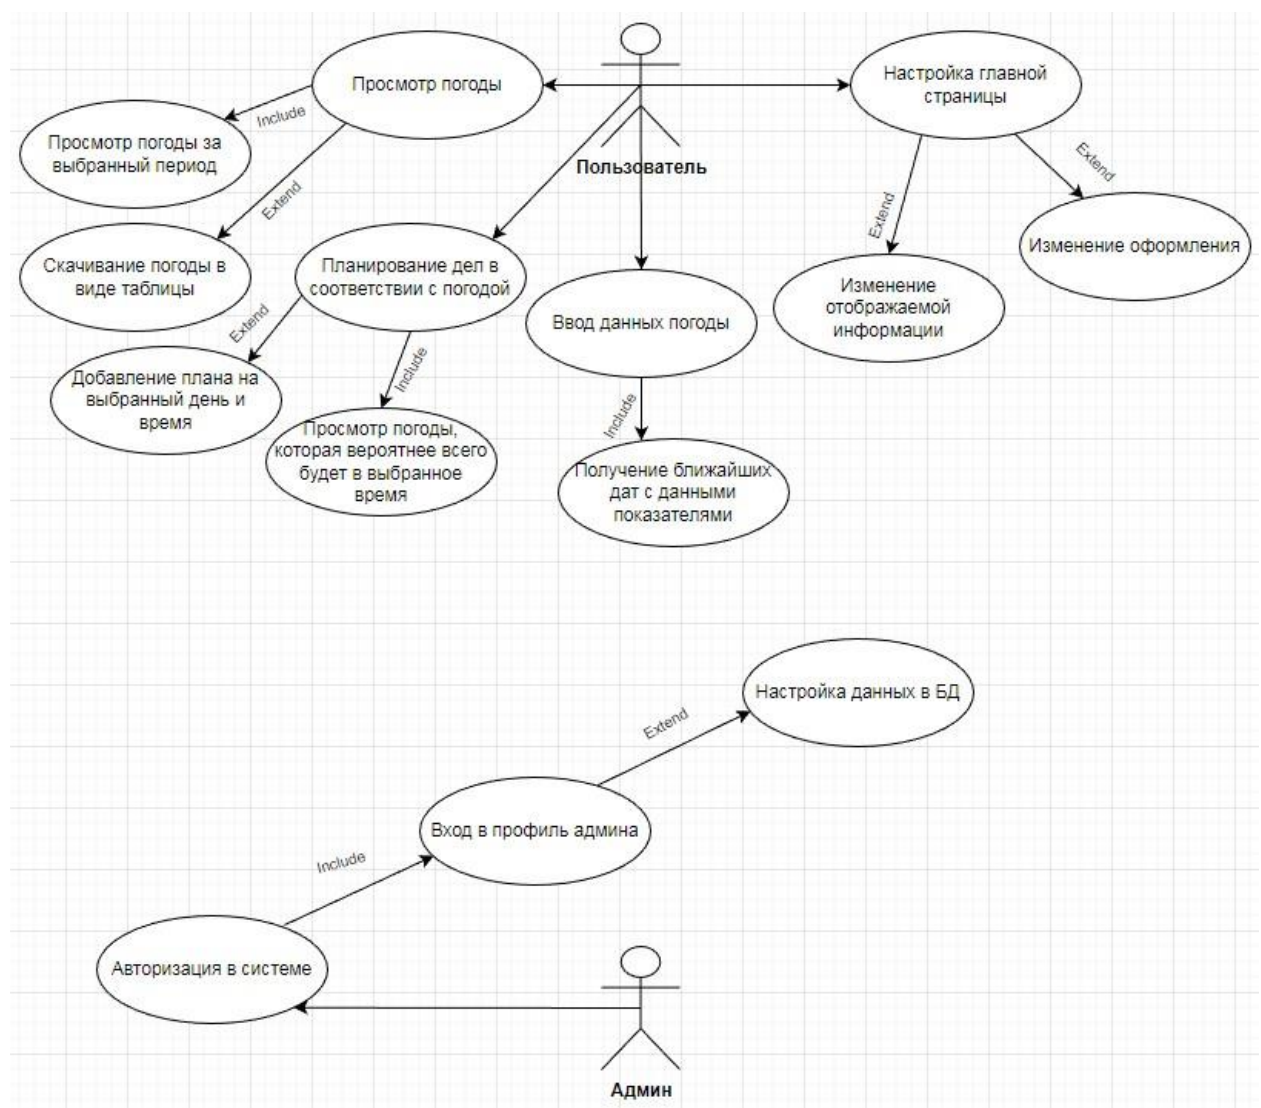 Просмотр погоды
Настройка главной
страницы
Include
Просмотр погоды за
выбранный период
Пользователь
Extend
Extend
Extend
Скачивание погоды в
виде таблицы
Планирование дел в
соответствии с погодой
Изменение оформления
Ввод данных погоды
Изменение
отображаемой
информации
Extend
Include
Добавление плана на
выбранный день и
время
Include
Просмотр погоды,
которая вероятнее всего
будет в выбранное
время
Получение ближайших
дат с данными
показателями
Настройка данных в БД
Extend
Вход в профиль админа
Include
Авторизация в системе
Админ